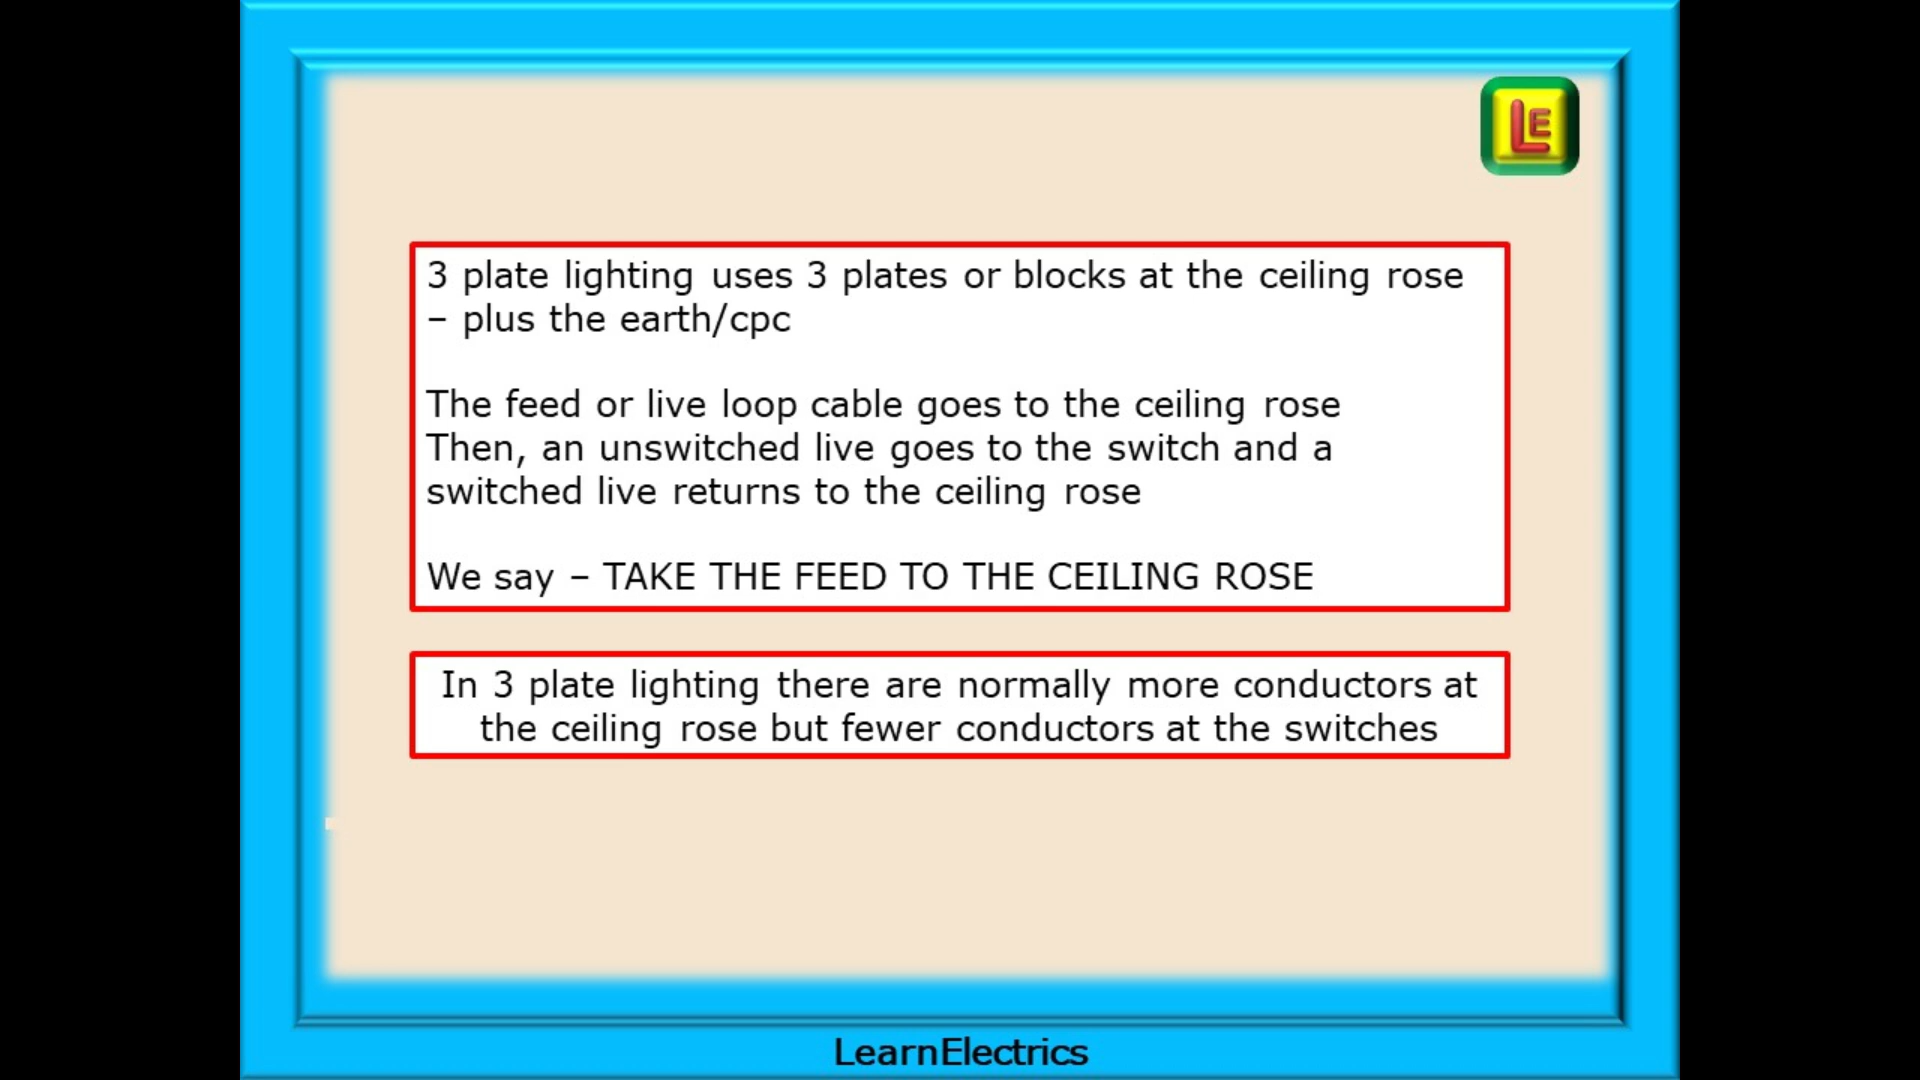 LE
3 plate lighting uses 3 plates or blocks at the ceiling rose
– plus the earth/cpc
The feed or live loop cable goes to the ceiling rose
Then, an unswitched live goes to the switch and a
switched live returns to the ceiling rose
We say – TAKE THE FEED TO THE CEILING ROSE
In 3 plate lighting there are normally more conductors at
the ceiling rose but fewer conductors at the switches
LearnElectrics